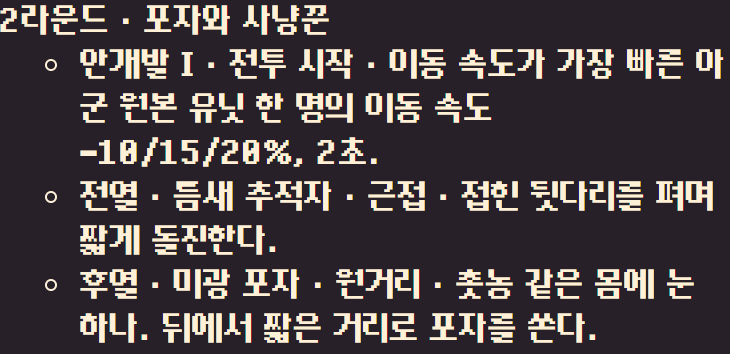 2라운드 · 포자와 사냥꾼
◦ 안개발 I · 전투 시작 · 이동 속도가 가장 빠른 아
군 원본 유닛 한 명의 이동 속도
-10/15/20%, 2초.
◦ 전열 · 틈새 추적자 · 근접 · 접힌 뒷다리를 펴며
짧게 돌진한다.
◦ 후열 · 미광 포자 · 원거리 · 촛농 같은 몸에 눈
하나. 뒤에서 짧은 거리로 포자를 쏜다.